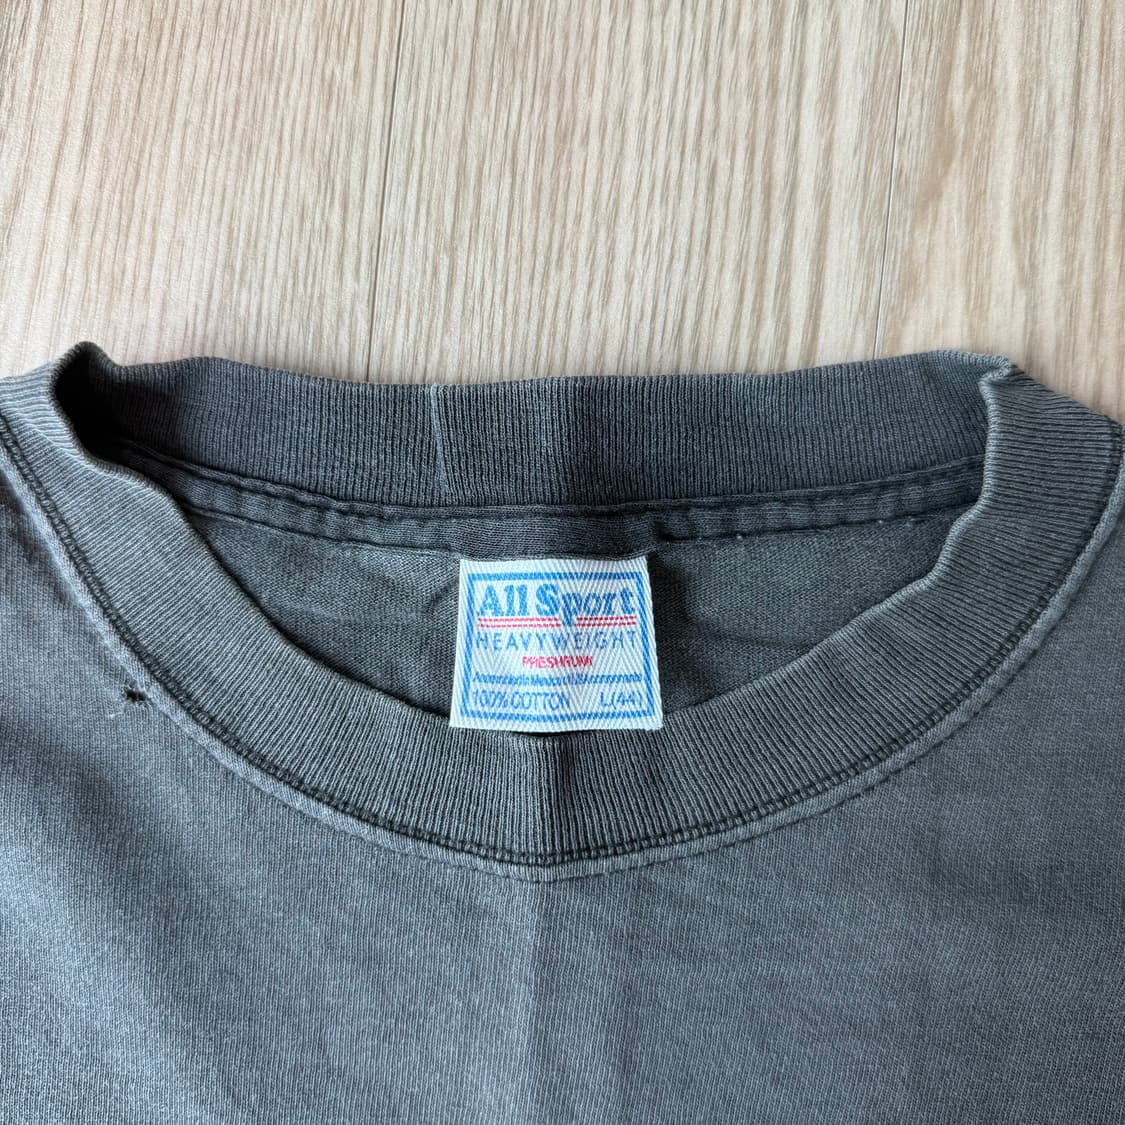 All Sport
HEAVYWEIGHT
PRESHRUNK
100% COTTON L(44)